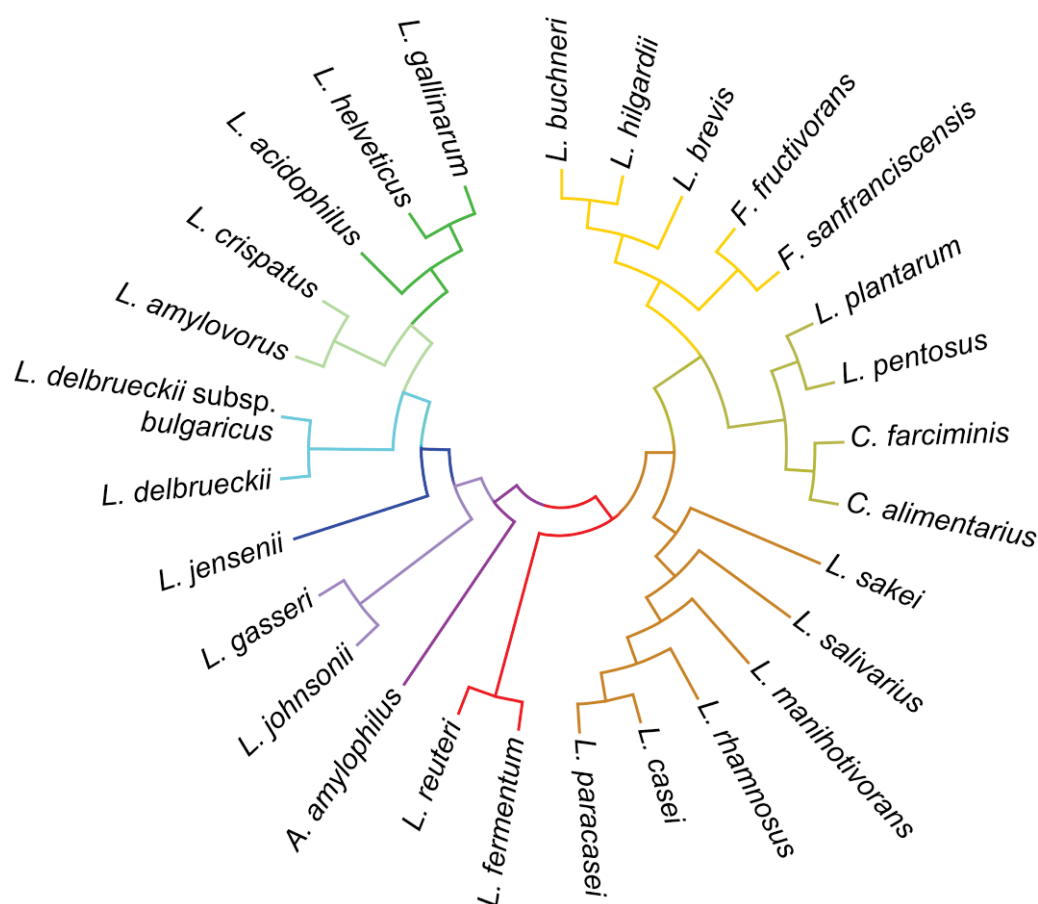 L. gallinarum
L. helveticus
L. acidophilus
L. crispatus
L. amylovorus
L. delbrueckii subsp.
bulgaricus
L. delbrueckii
L. jensenii
L. gasseri
L. johnsonii
A. amylophilus
L. reuteri
L. fermentum
L. paracasei
L. casei
L. rhamnosus
L. manihotivorans
L. salivarius
L. sakei
C. alimentarius
C. farciminis
L. pentosus
L. plantarum
F. sanfranciscensis
F. fructivorans
L. brevis
L. hilgardii
L. buchneri